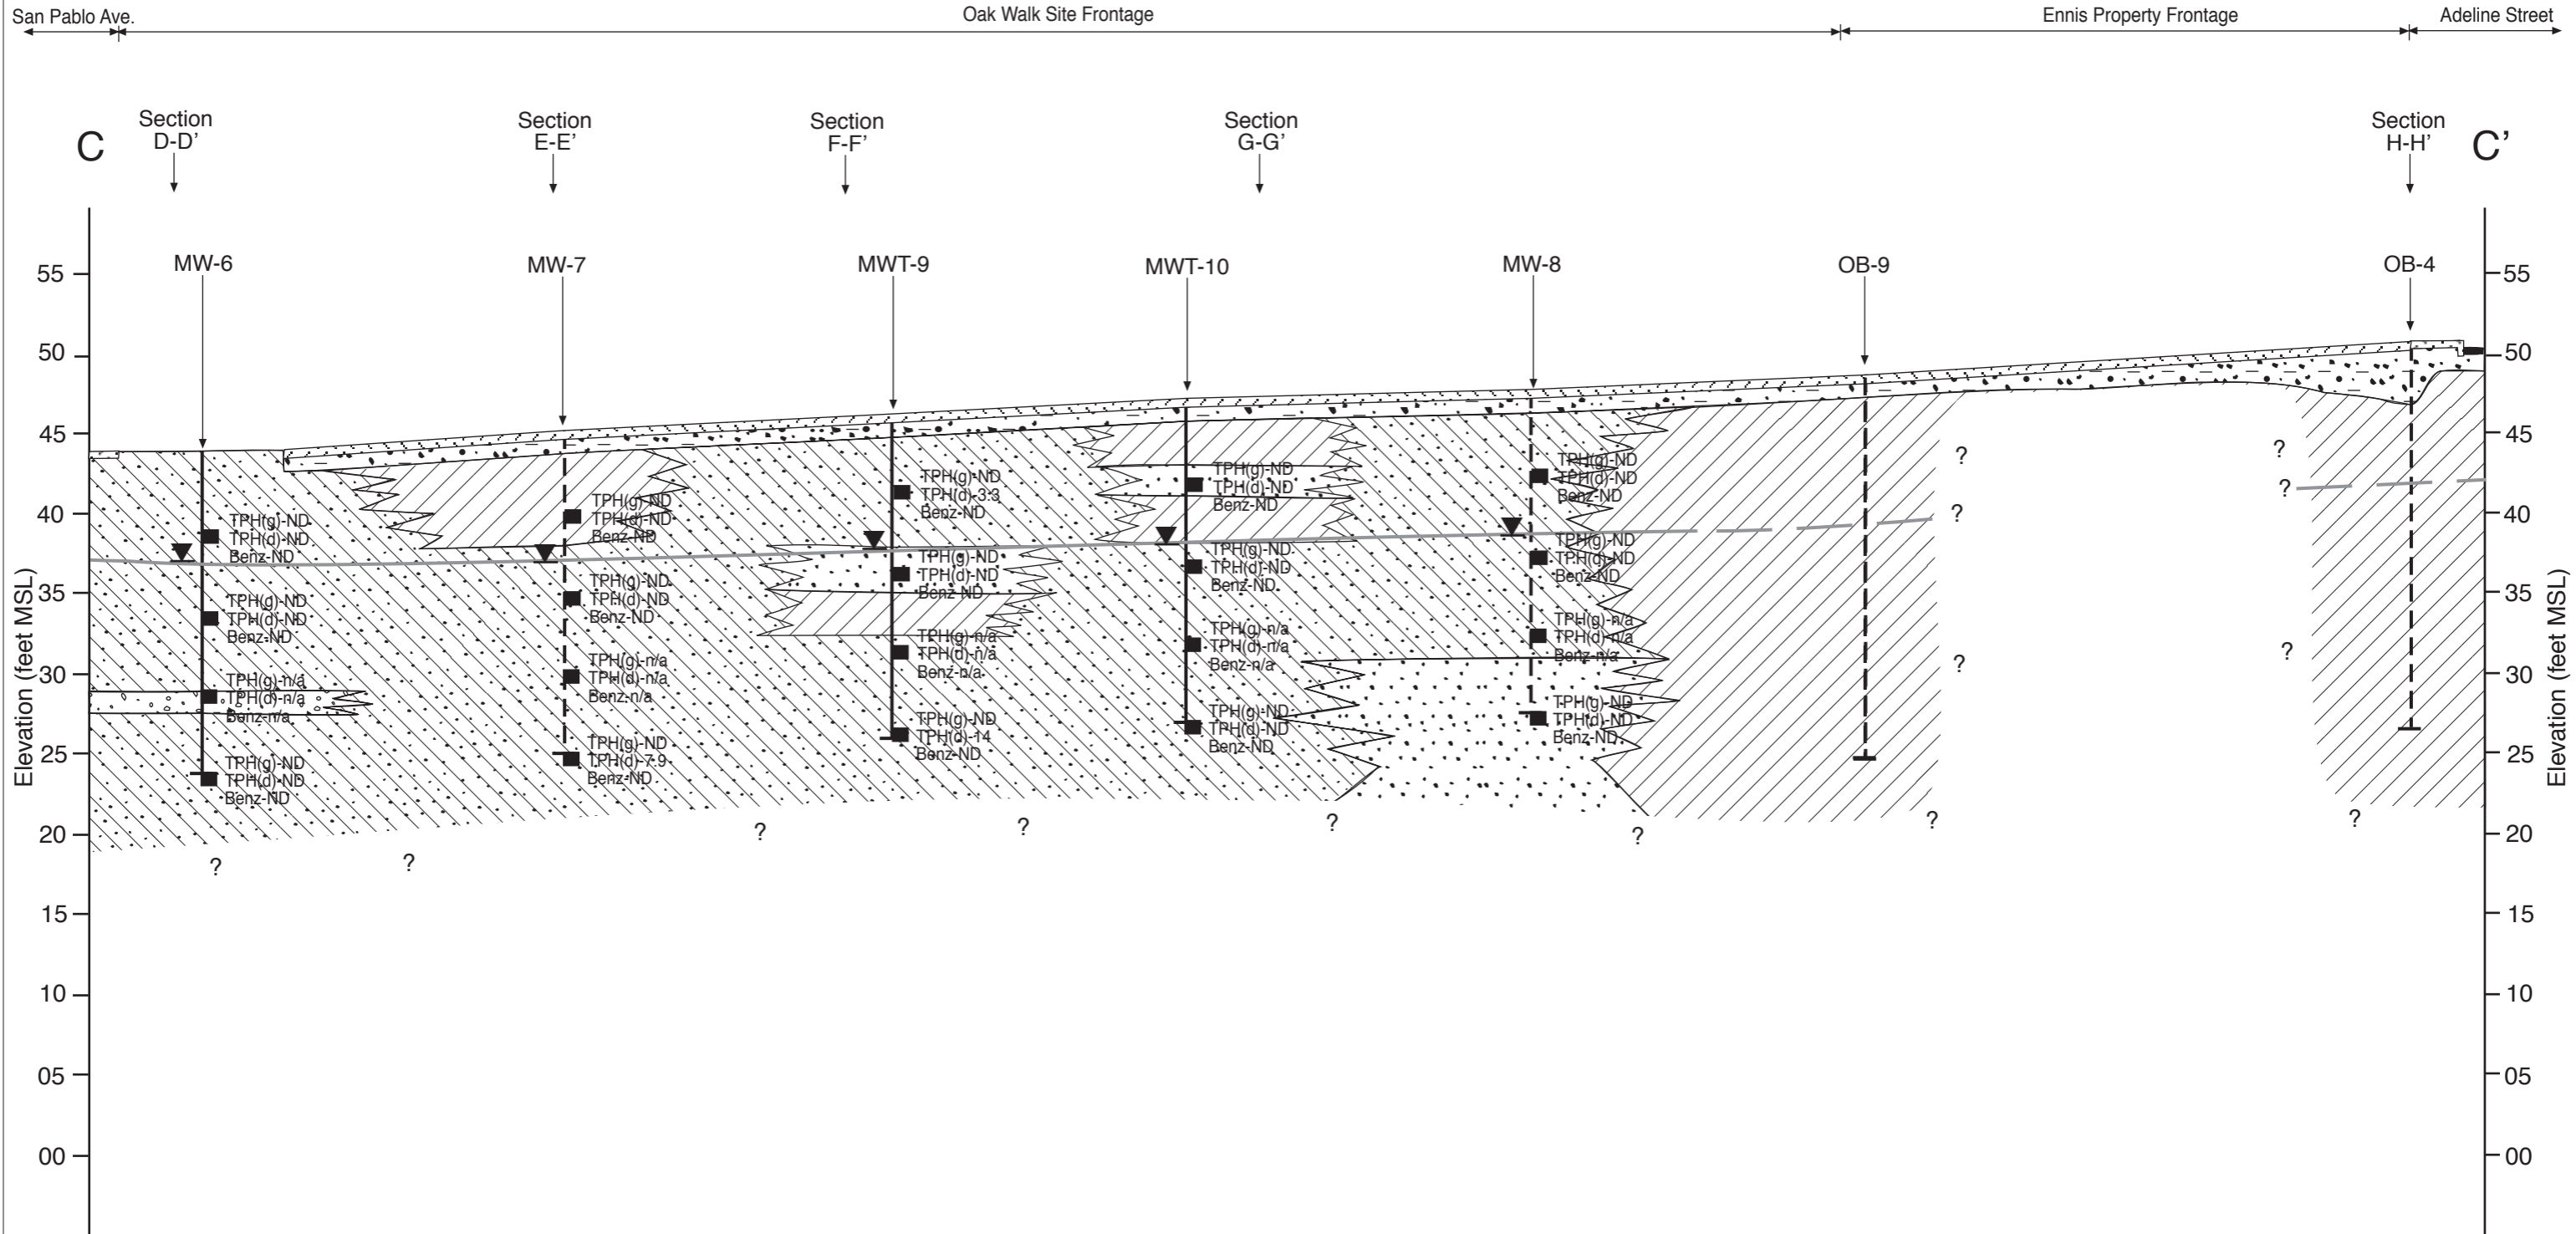 San Pablo Ave.
Oak Walk Site Frontage
Ennis Property Frontage
Adeline Street
C
Section
D-D'
Section
E-E'
Section
F-F'
Section
G-G'
Section
H-H'
C'
MW-6
MW-7
MWT-9
MWT-10
MW-8
OB-9
OB-4
Elevation (feet MSL)
55
50
45
40
35
30
25
20
15
10
05
00
TPH(g)-ND
TPH(d)-ND
Benz-ND
TPH(g)-ND
TPH(d)-ND
Benz-ND
TPH(g)-n/a
TPH(d)-n/a
Benz-n/a
TPH(g)-ND
TPH(d)-ND
Benz-ND
TPH(g)-ND
TPH(d)-ND
Benz-ND
TPH(g)-ND
TPH(d)-ND
Benz-ND
TPH(g)-n/a
TPH(d)-n/a
Benz-n/a
TPH(g)-ND
TPH(d)-7.9
Benz-ND
TPH(g)-ND
TPH(d)-3.3
Benz-ND
TPH(g)-ND
TPH(d)-ND
Benz-ND
TPH(g)-n/a
TPH(d)-n/a
Benz-n/a
TPH(g)-ND
TPH(d)-14
Benz-ND
TPH(g)-ND
TPH(d)-ND
Benz-ND
TPH(g)-ND
TPH(d)-ND
Benz-ND
TPH(g)-n/a
TPH(d)-n/a
Benz-n/a
TPH(g)-ND
TPH(d)-ND
Benz-ND
TPH(g)-ND
TPH(d)-ND
Benz-ND
TPH(g)-ND
TPH(d)-ND
Benz-ND
TPH(g)-n/a
TPH(d)-n/a
Benz-n/a
TPH(g)-ND
TPH(d)-ND
Benz-ND
?
?
?
?
?
?
?
?
?
?
?
?
?
?
55
50
45
40
35
30
25
20
15
10
05
00
Elevation (feet MSL)